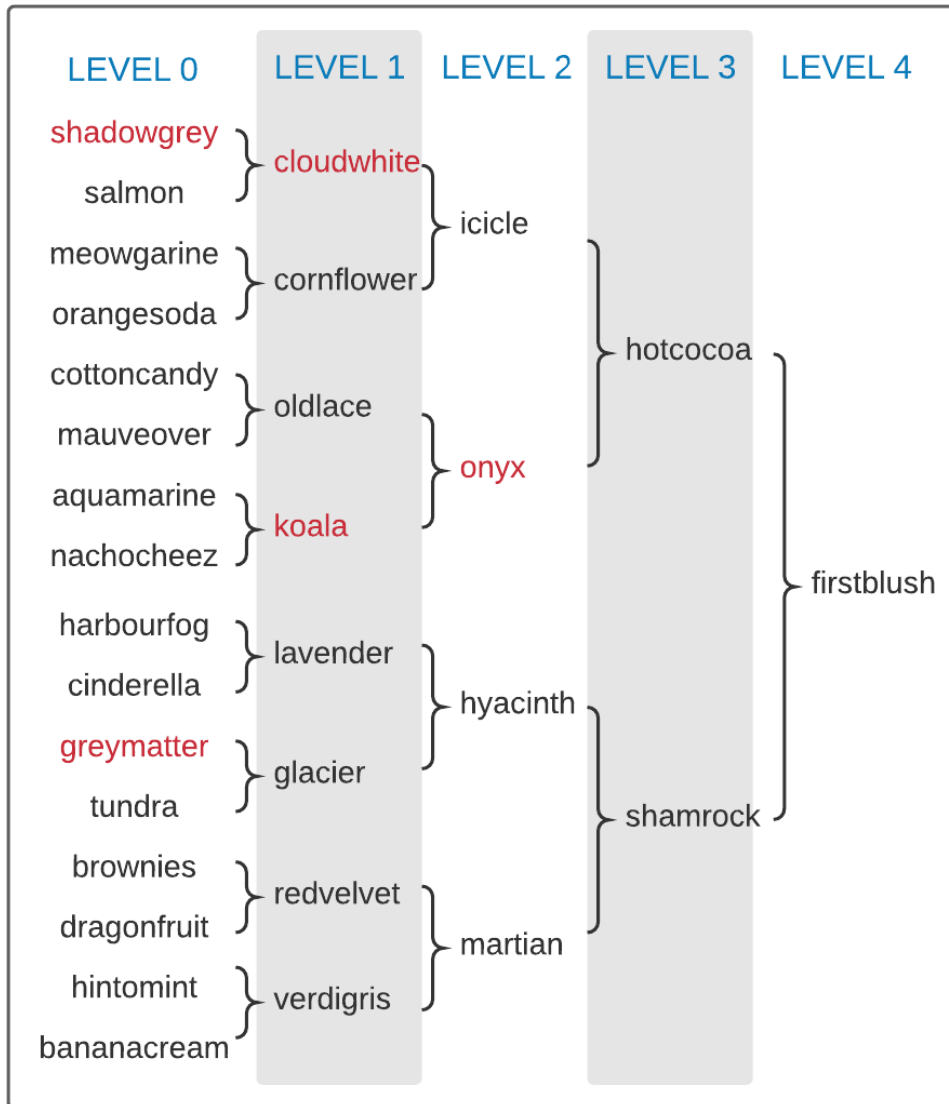 LEVEL 0 LEVEL 1 LEVEL 2 LEVEL 3 LEVEL 4
shadowgrey
cloudwhite
salmon
icicle
meowgarine
cornflower
orangesoda
hotcocoa
cottoncandy
oldlace
mauveover
onyx
aquamarine
koala
nachocheez
firstblush
harbourfog
lavender
cinderella
hyacinth
greymatter
glacier
tundra
shamrock
brownies
redvelvet
dragonfruit
martian
hintomint
verdigris
bananacream